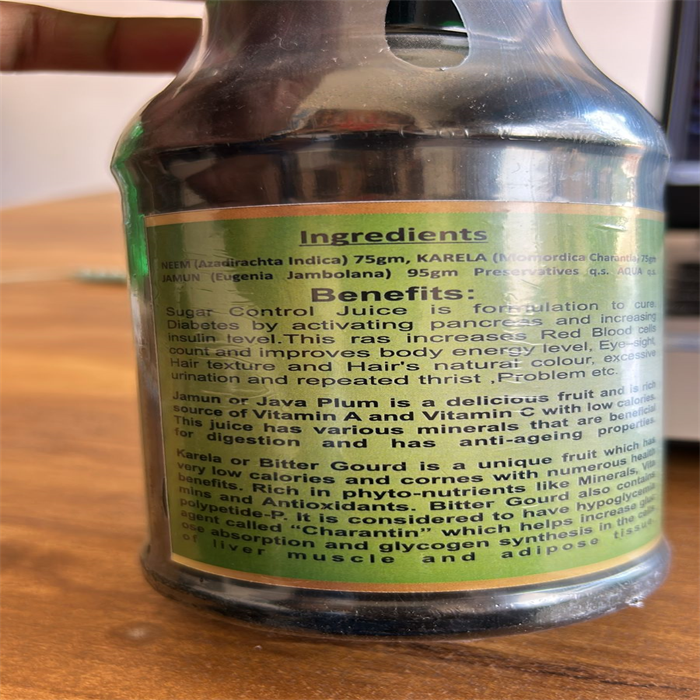 Ingredients
NEEM (Azadirachta Indica) 75gm, KARELA (Momordica Charantia) 75gm
JAMUN (Eugenia Jambolana) 95gm Preservatives q.s. AQUA q.s.
Benefits:
Sugar Control Juice is formulation to cure
Diabetes by activating pancreas and increasing
insulin level.This ras increases Red Blood cells
count and improves body energy level, Eye-sight,
Hair texture and Hair's natural colour, excessive
urination and repeated thrist ,Problem etc.
Jamun or Java Plum is a delicious fruit and is rich
source of Vitamin A and Vitamin C with low calories.
This juice has various minerals that are beneficial
for digestion and has anti-ageing properties.
Karela or Bitter Gourd is a unique fruit which has
very low calories and cornes with numerous health
benefits. Rich in phyto-nutrients like Minerals, Vita-
mins and Antioxidants. Bitter Gourd also contains
polypetide-P. It is considered to have hypoglycemic
agent called "Charantin" which helps increase gluc-
ose absorption and glycogen synthesis in the cells
of liver muscle and adipose tissue.